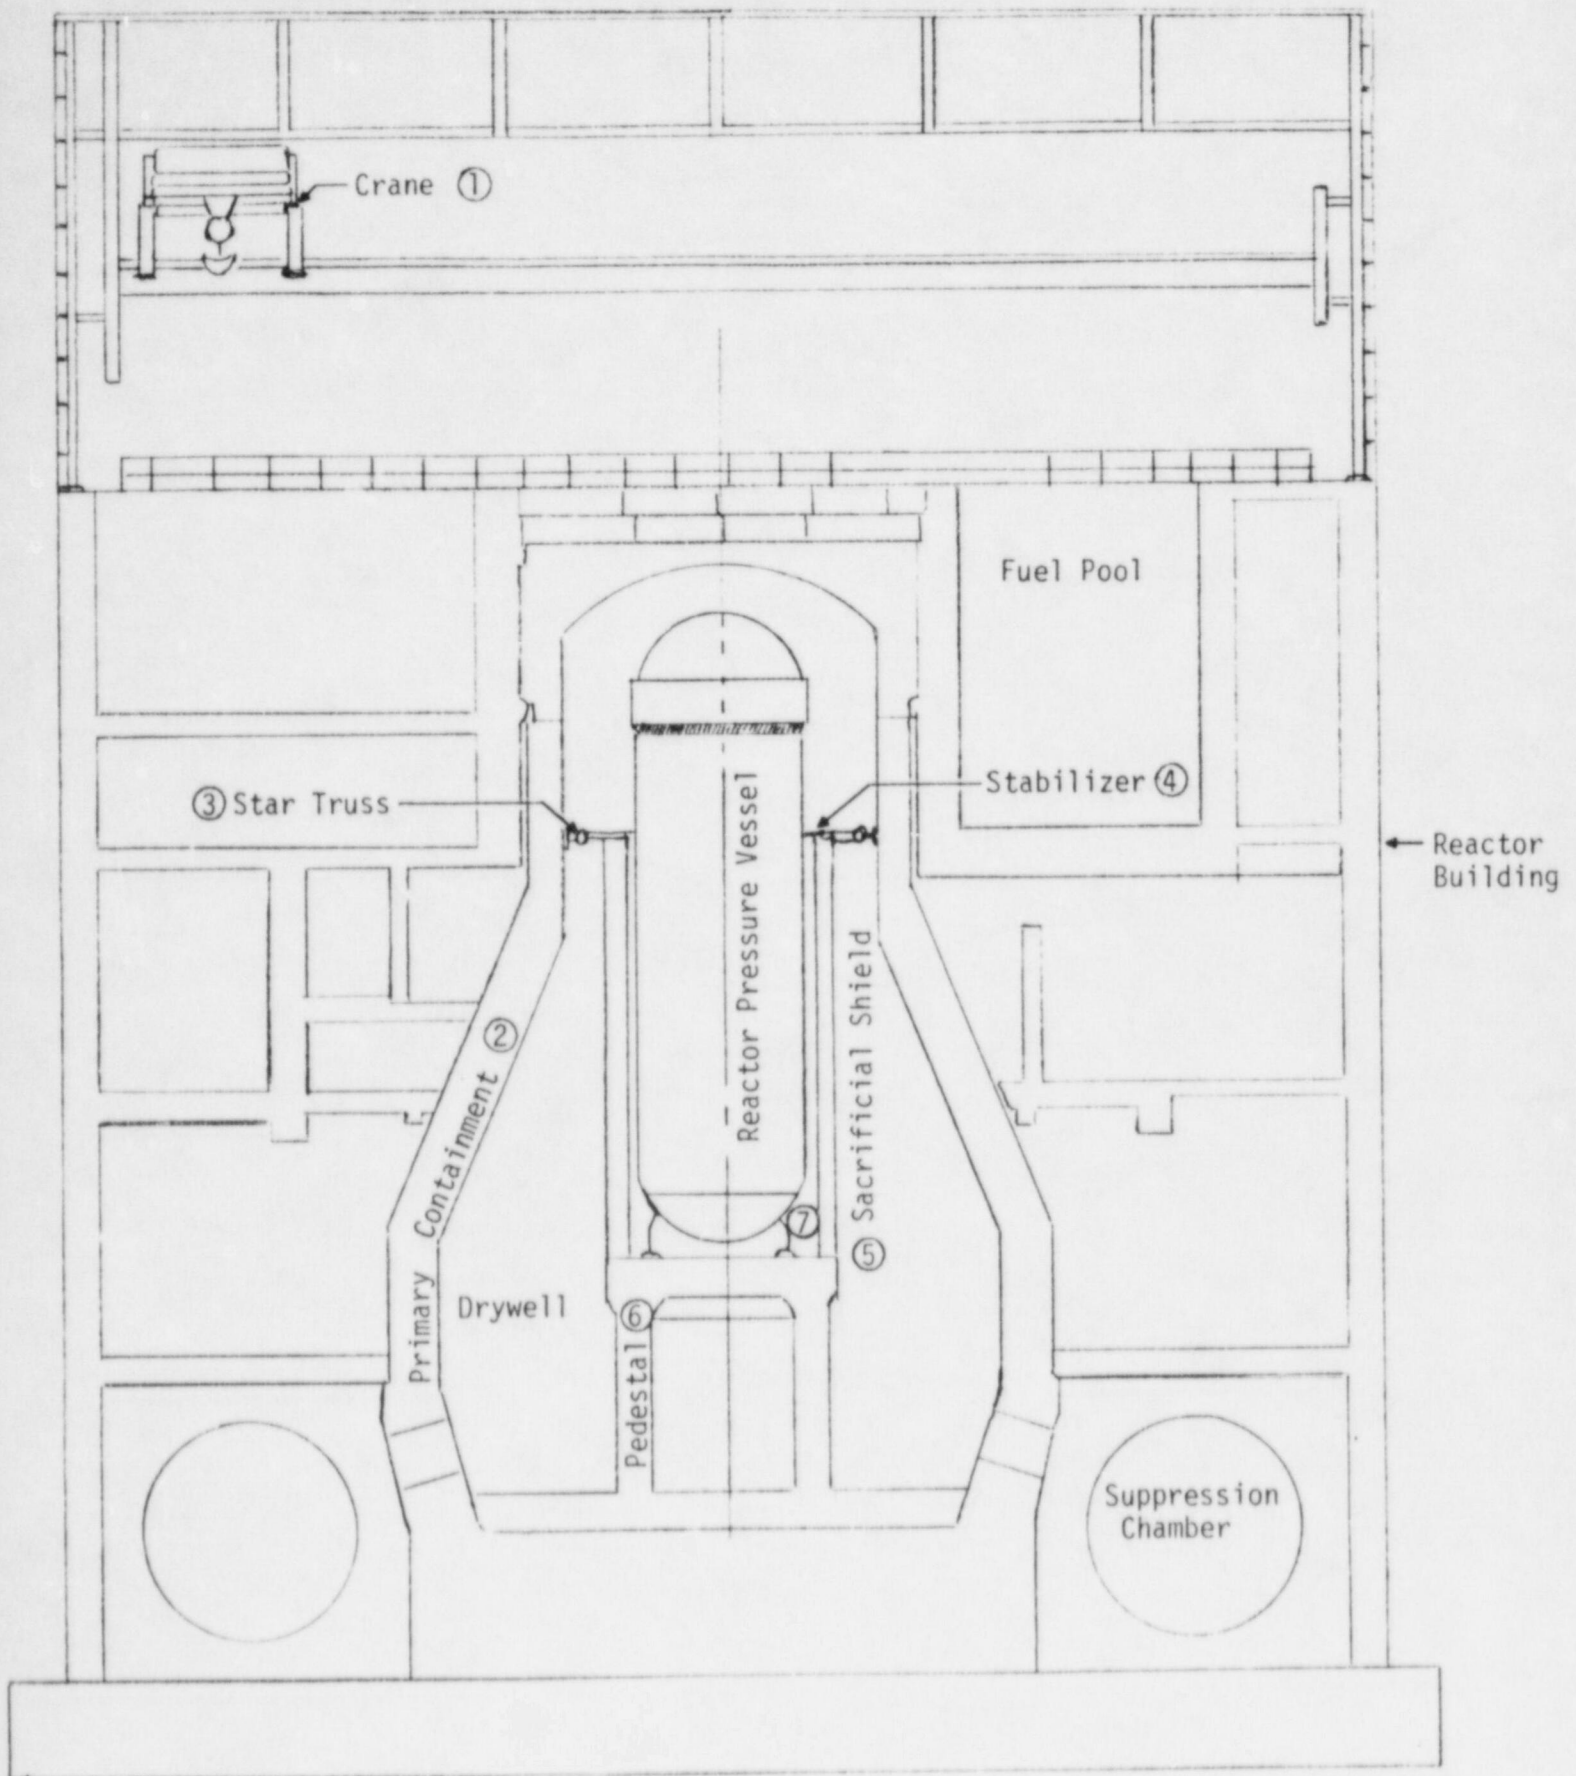 Crane ①
Fuel Pool
③ Star Truss
Stabilizer ④
Reactor
Building
Reactor Pressure Vessel
⑤ Sacrificial Shield
Primary Containment ②
⑦
Drywell
Pedestal ⑥
Suppression
Chamber